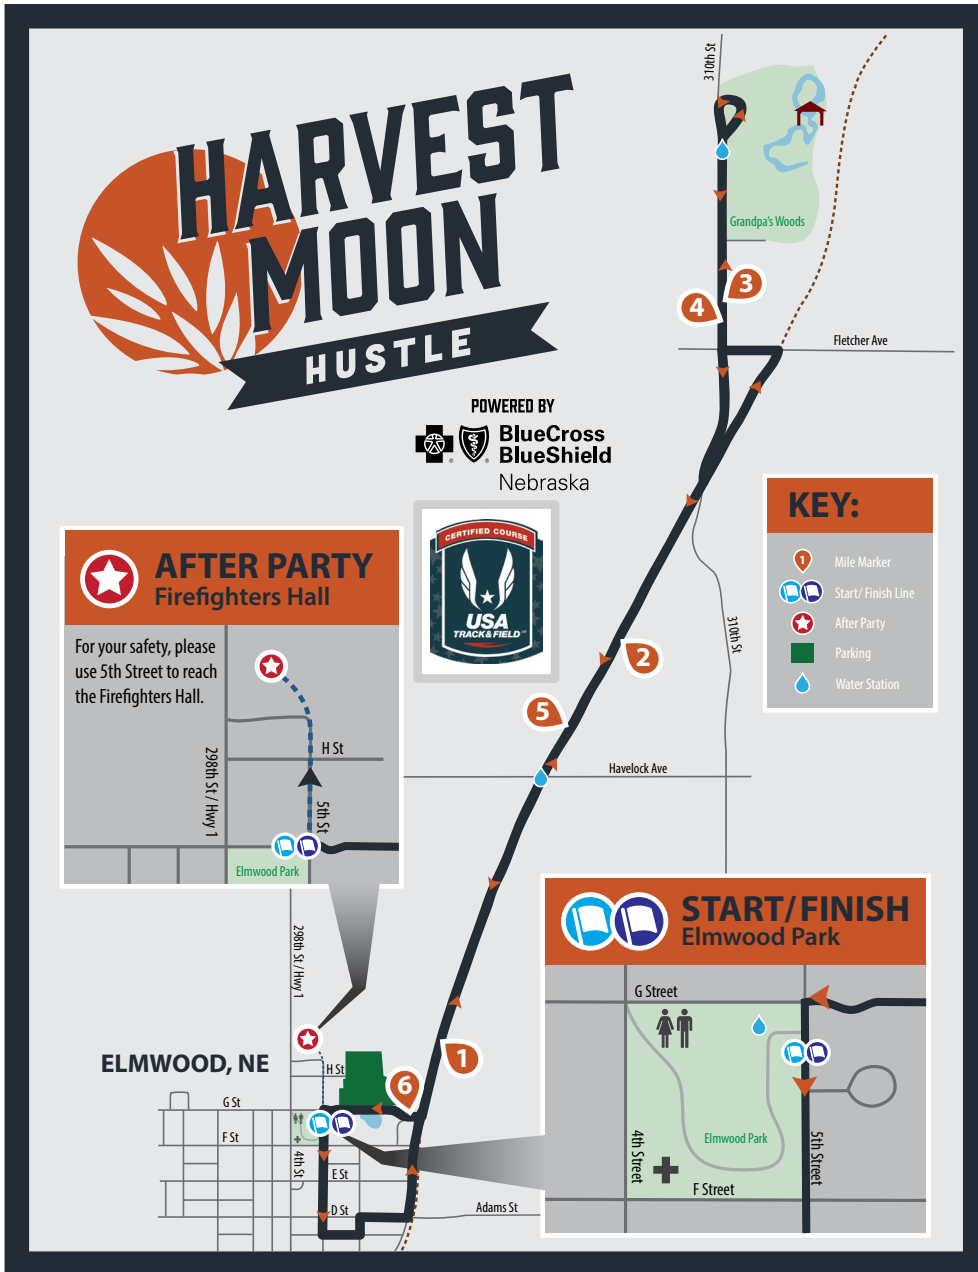 HARVEST
MOON
HUSTLE
POWERED BY
BlueCross
BlueShield
Nebraska
CERTIFIED COURSE
USA
TRACK & FIELD
310th St
Grandpa's Woods
3
4
Fletcher Ave
KEY:
1 Mile Marker
Start/ Finish Line
After Party
Parking
Water Station
310th St
2
5
Havelock Ave
AFTER PARTY
Firefighters Hall
For your safety, please
use 5th Street to reach
the Firefighters Hall.
298th St / Hwy 1
H St
5th St
Elmwood Park
START/FINISH
Elmwood Park
G Street
4th Street
Elmwood Park
5th Street
F Street
298th St / Hwy 1
ELMWOOD, NE
1
6
H St
G St
F St
4th St
E St
D St
Adams St